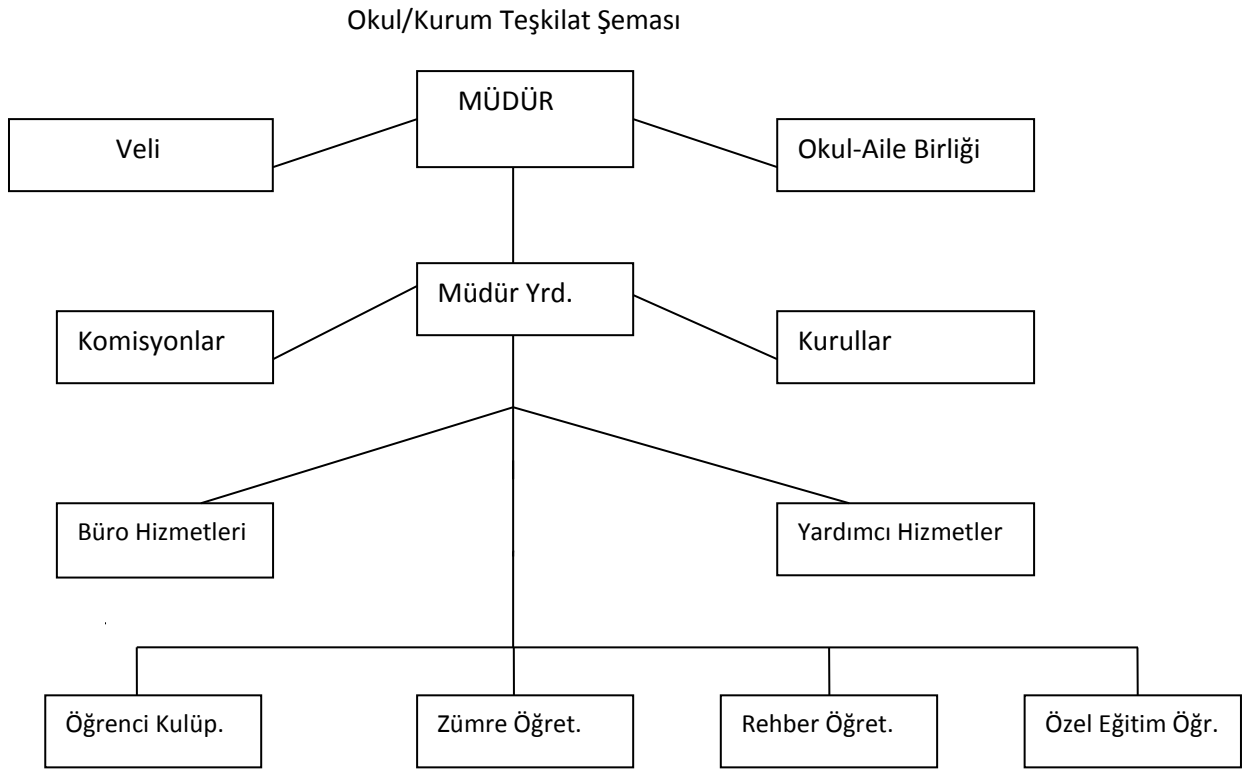 Okul/Kurum Teşkilat Şeması
MÜDÜR
Veli
Okul-Aile Birliği
Müdür Yrd.
Komisyonlar
Kurullar
Büro Hizmetleri
Yardımcı Hizmetler
Öğrenci Kulüp.
Zümre Öğret.
Rehber Öğret.
Özel Eğitim Öğr.